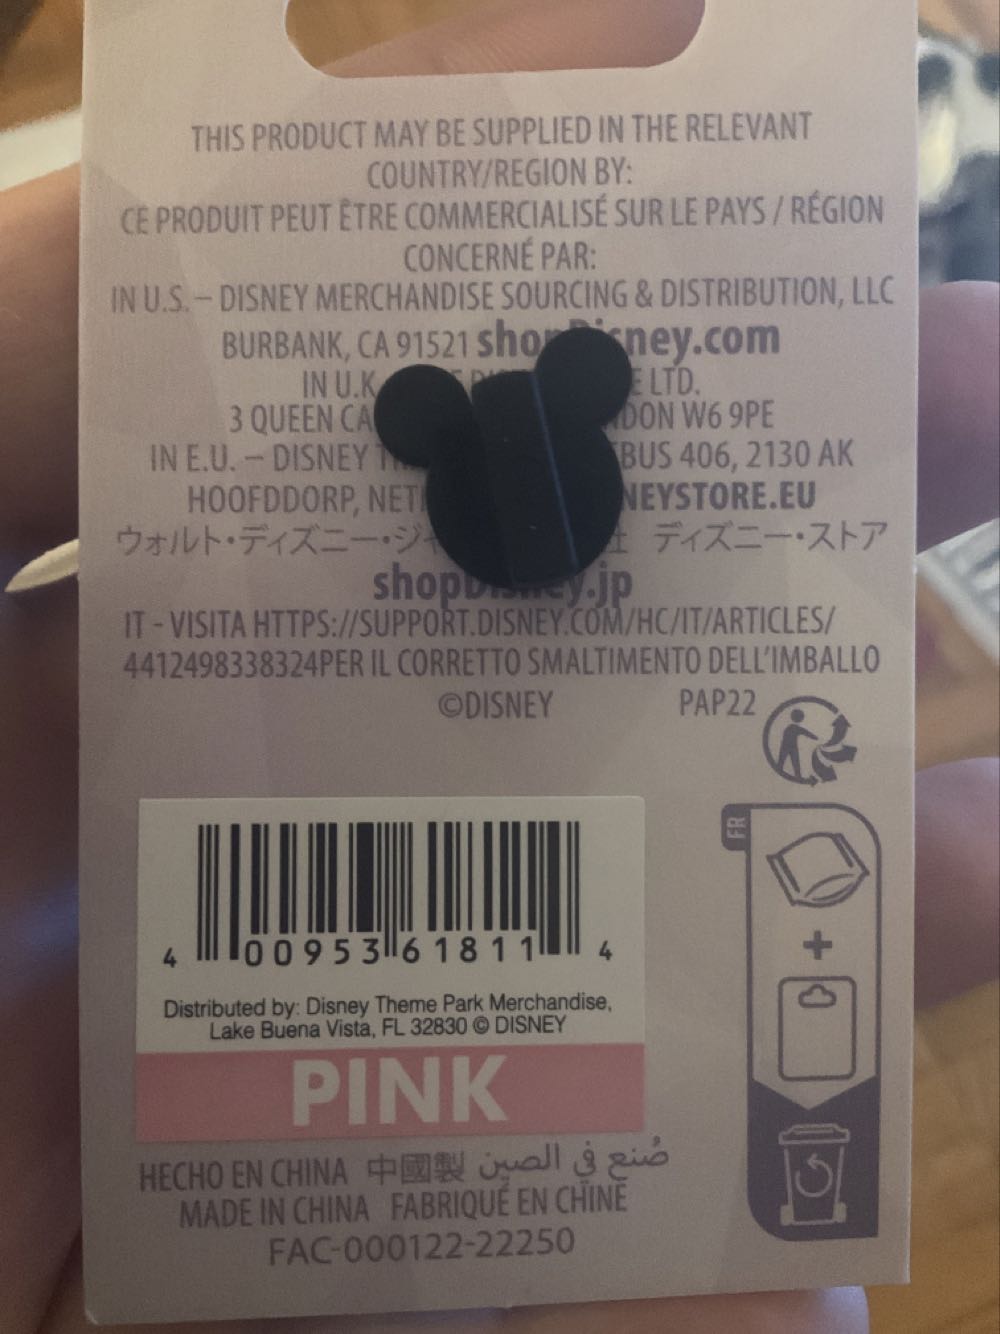 THIS PRODUCT MAY BE SUPPLIED IN THE RELEVANT
COUNTRY/REGION BY:
CE PRODUIT PEUT ÊTRE COMMERCIALISÉ SUR LE PAYS / RÉGION
CONCERNÉ PAR:
IN U.S. – DISNEY MERCHANDISE SOURCING & DISTRIBUTION, LLC
BURBANK, CA 91521 shopDisney.com
IN U.K. LTD.
3 QUEEN W6 9PE
IN E.U. – DISNEY BUS 406, 2130 AK
HOOFDDORP,
ウォルト・ディズニー・ ディズニー・ストア
shopDisney.jp
IT - VISITA HTTPS://SUPPORT.DISNEY.COM/HC/IT/ARTICLES/
4412498338324PER IL CORRETTO SMALTIMENTO DELL'IMBALLO
©DISNEY PAP22
FR
4 00953 61811 4
Distributed by: Disney Theme Park Merchandise,
Lake Buena Vista, FL 32830 © DISNEY
PINK
HECHO EN CHINA 中國製 صُنع في الصين
MADE IN CHINA FABRIQUÉ EN CHINE
FAC-000122-22250